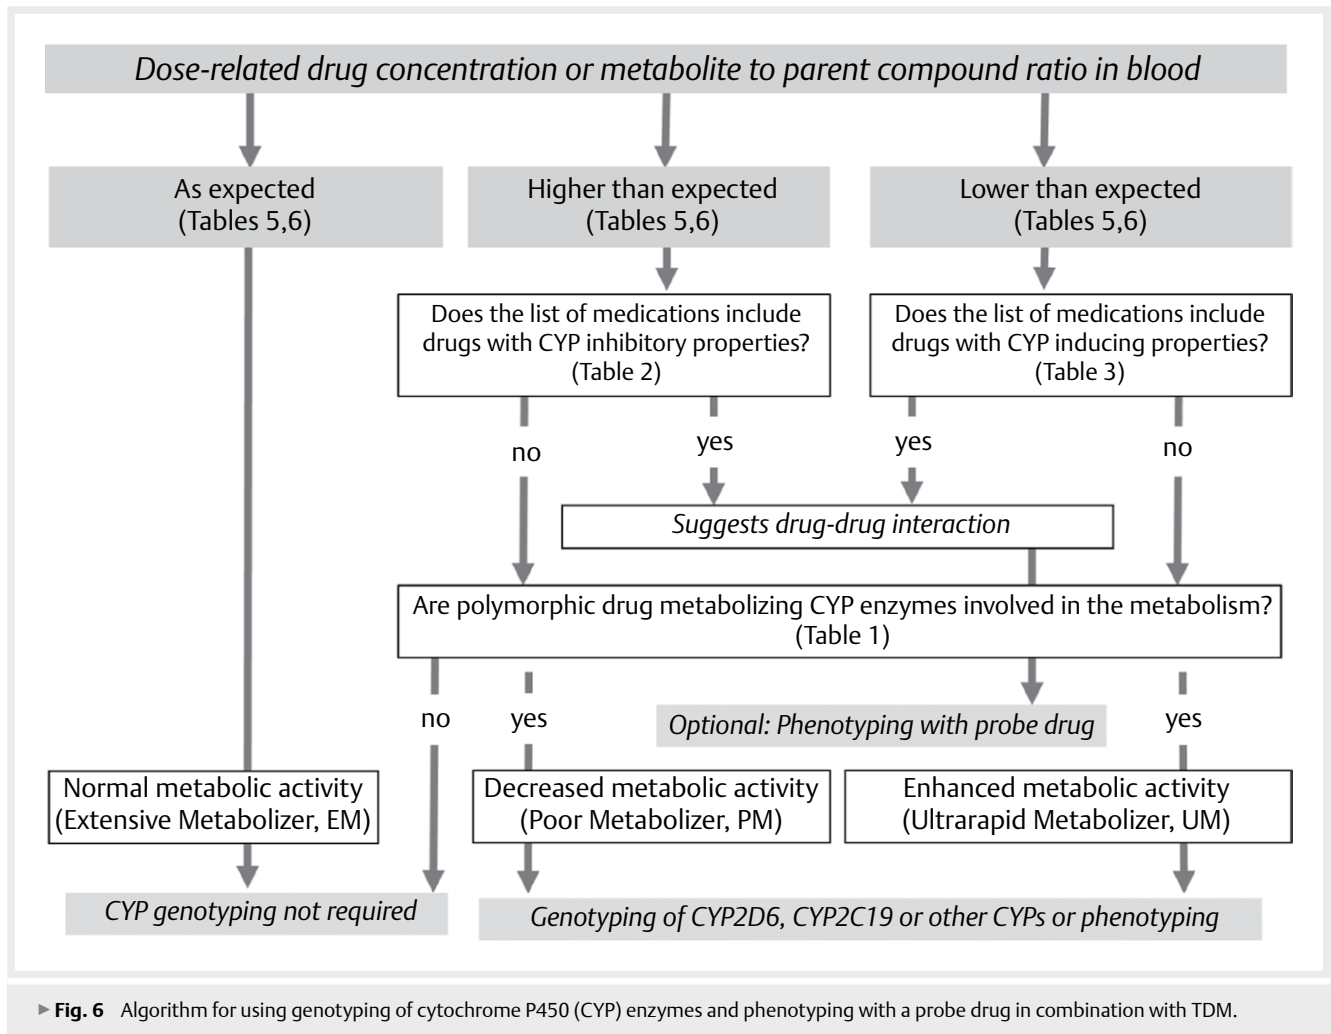 Dose-related drug concentration or metabolite to parent compound ratio in blood
As expected
(Tables 5,6)
Higher than expected
(Tables 5,6)
Lower than expected
(Tables 5,6)
Does the list of medications include
drugs with CYP inhibitory properties?
(Table 2)
Does the list of medications include
drugs with CYP inducing properties?
(Table 3)
no
yes
yes
no
Suggests drug-drug interaction
Are polymorphic drug metabolizing CYP enzymes involved in the metabolism?
(Table 1)
no
yes
Optional: Phenotyping with probe drug
yes
Normal metabolic activity
(Extensive Metabolizer, EM)
Decreased metabolic activity
(Poor Metabolizer, PM)
Enhanced metabolic activity
(Ultrarapid Metabolizer, UM)
CYP genotyping not required
Genotyping of CYP2D6, CYP2C19 or other CYPs or phenotyping
▶ Fig. 6 Algorithm for using genotyping of cytochrome P450 (CYP) enzymes and phenotyping with a probe drug in combination with TDM.